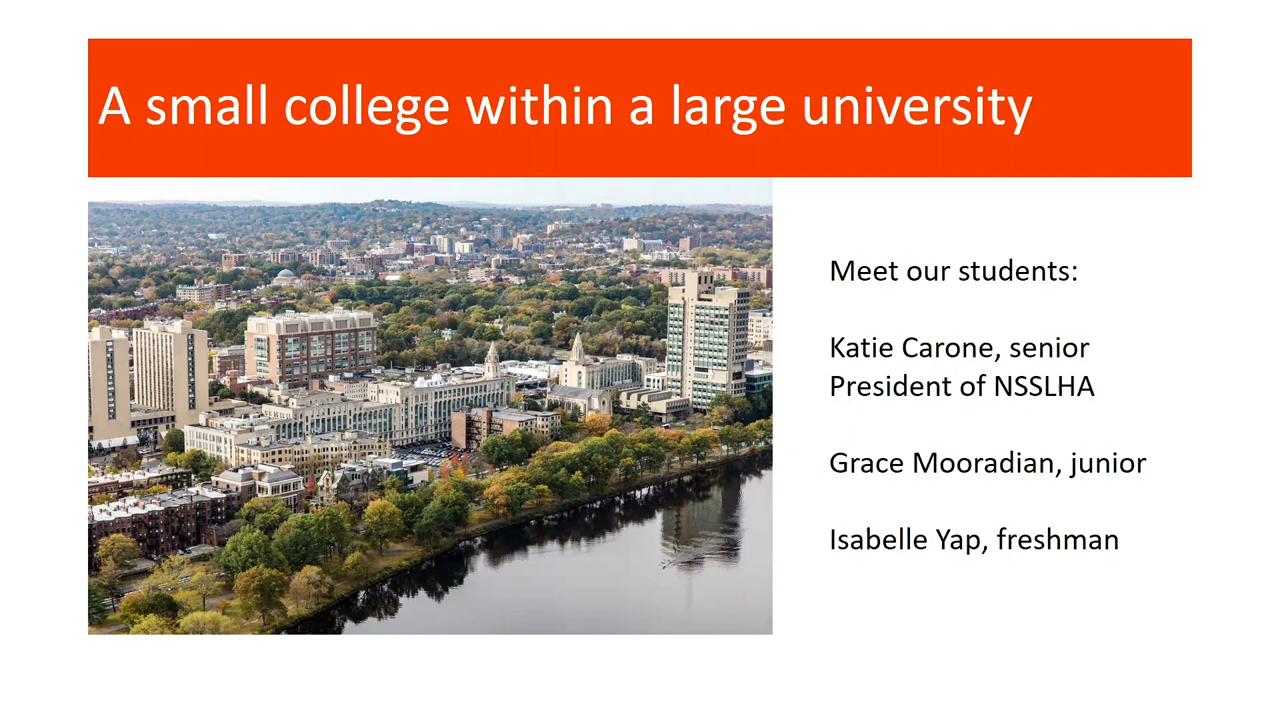 A small college within a large university
Meet our students:
Katie Carone, senior
President of NSSLHA
Grace Mooradian, junior
Isabelle Yap, freshman